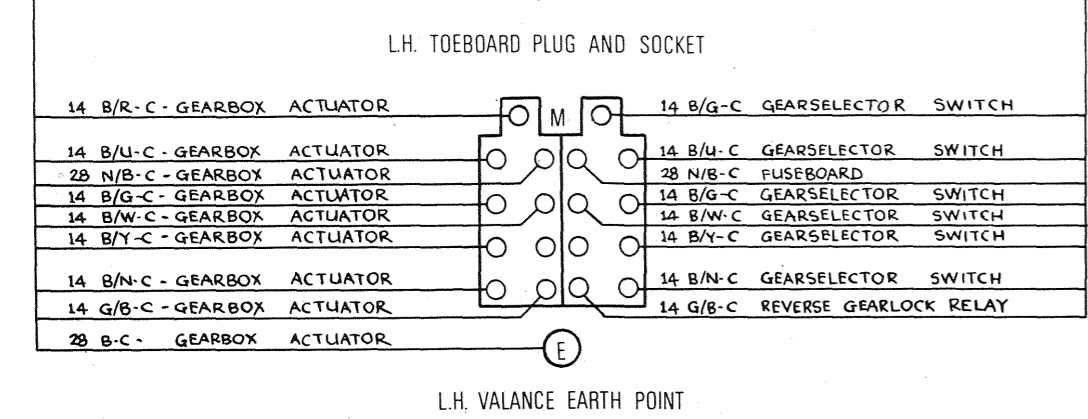 L.H. TOEBOARD PLUG AND SOCKET
14 B/R-C-GEARBOX ACTUATOR
M
14 B/G-C GEARSELECTOR SWITCH
14 B/U-C-GEARBOX ACTUATOR
14 B/U-C GEARSELECTOR SWITCH
28 N/B-C-GEARBOX ACTUATOR
28 N/B-C FUSEBOARD
14 B/G-C-GEARBOX ACTUATOR
14 B/G-C GEARSELECTOR SWITCH
14 B/W-C-GEARBOX ACTUATOR
14 B/W-C GEARSELECTOR SWITCH
14 B/Y-C-GEARBOX ACTUATOR
14 B/Y-C GEARSELECTOR SWITCH
14 B/N-C-GEARBOX ACTUATOR
14 B/N-C GEARSELECTOR SWITCH
14 G/B-C-GEARBOX ACTUATOR
14 G/B-C REVERSE GEARLOCK RELAY
28 B-C- GEARBOX ACTUATOR
E
L.H. VALANCE EARTH POINT